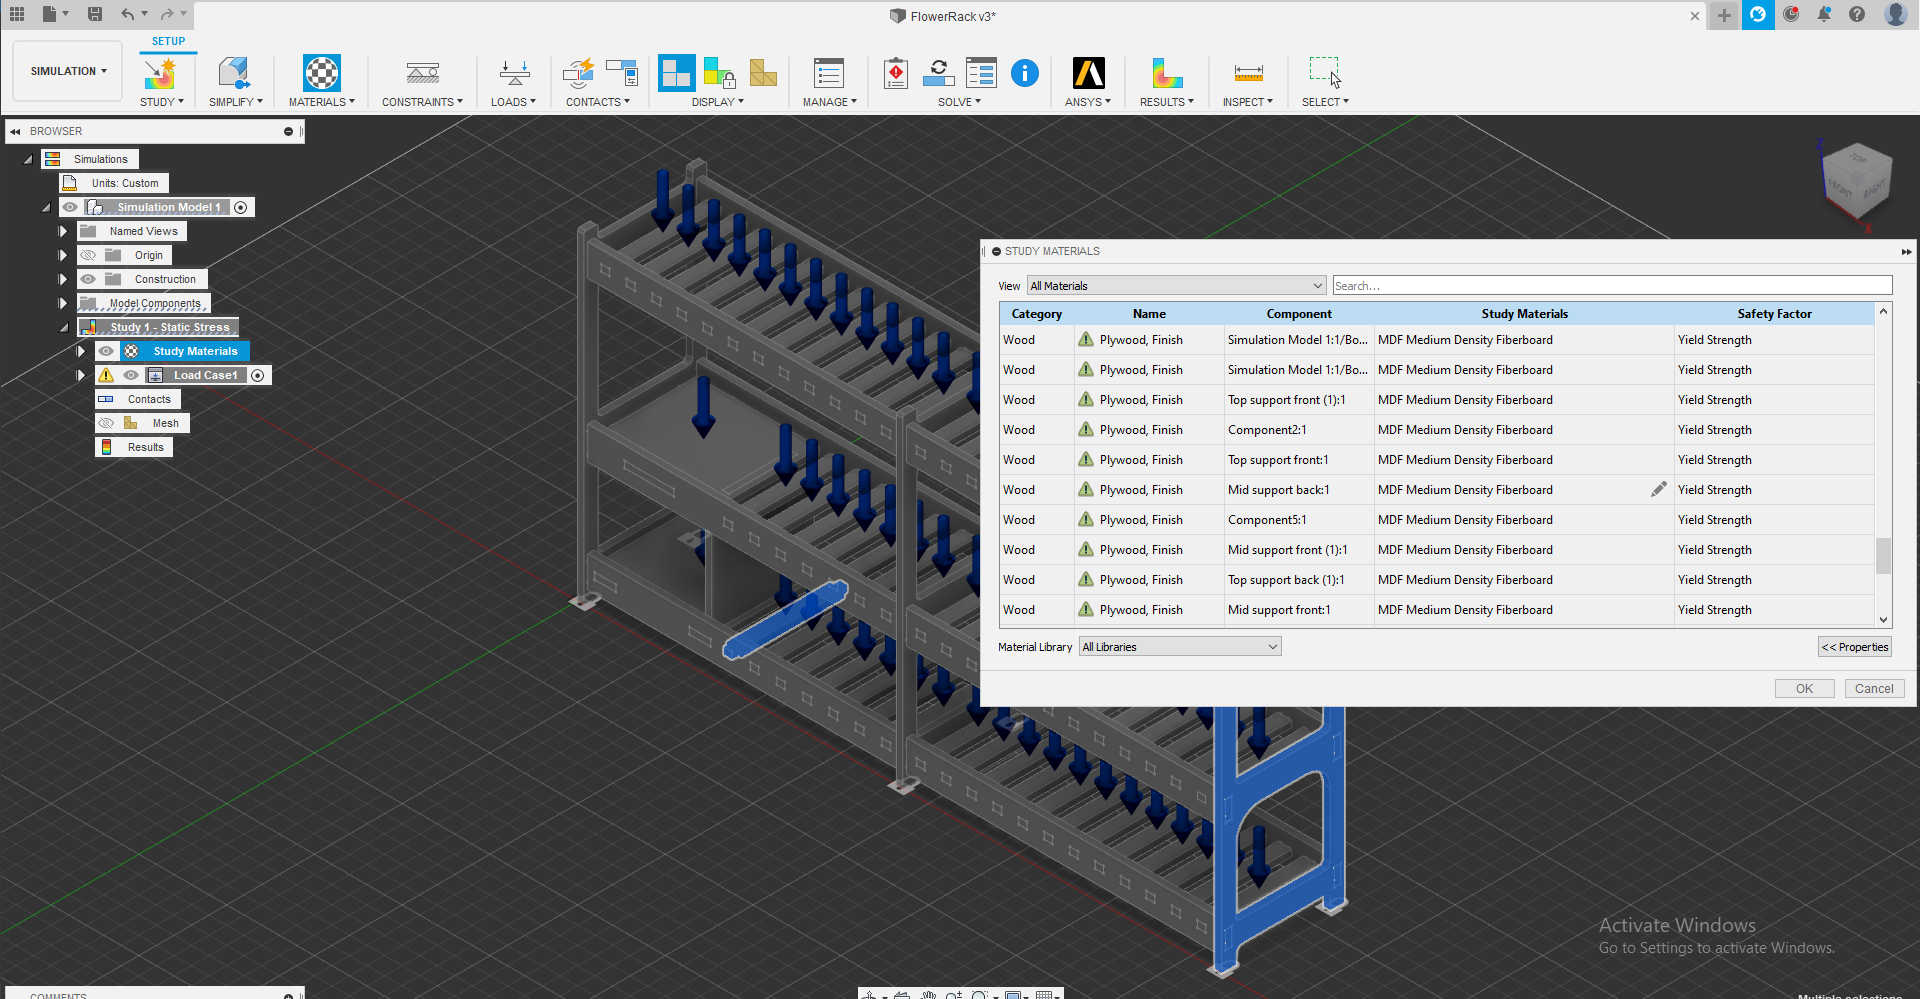 FlowerRack v3*
SETUP
SIMULATION
STUDY
SIMPLIFY
MATERIALS
CONSTRAINTS
LOADS
CONTACTS
DISPLAY
MANAGE
SOLVE
ANSYS
RESULTS
INSPECT
SELECT
BROWSER
Simulations
Units: Custom
Simulation Model 1
Named Views
Origin
Construction
Model Components
Study 1 - Static Stress
Study Materials
Load Case1
Contacts
Mesh
Results
TOP
FRONT
RIGHT
Z
X
STUDY MATERIALS
View All Materials Search...
Category Name Component Study Materials Safety Factor
Wood Plywood, Finish Simulation Model 1:1/Bo... MDF Medium Density Fiberboard Yield Strength
Wood Plywood, Finish Simulation Model 1:1/Bo... MDF Medium Density Fiberboard Yield Strength
Wood Plywood, Finish Top support front (1):1 MDF Medium Density Fiberboard Yield Strength
Wood Plywood, Finish Component2:1 MDF Medium Density Fiberboard Yield Strength
Wood Plywood, Finish Top support front:1 MDF Medium Density Fiberboard Yield Strength
Wood Plywood, Finish Mid support back:1 MDF Medium Density Fiberboard Yield Strength
Wood Plywood, Finish Component5:1 MDF Medium Density Fiberboard Yield Strength
Wood Plywood, Finish Mid support front (1):1 MDF Medium Density Fiberboard Yield Strength
Wood Plywood, Finish Top support back (1):1 MDF Medium Density Fiberboard Yield Strength
Wood Plywood, Finish Mid support front:1 MDF Medium Density Fiberboard Yield Strength
Material Library All Libraries << Properties
OK Cancel
Activate Windows
Go to Settings to activate Windows.
COMMENTS
Multiple selections